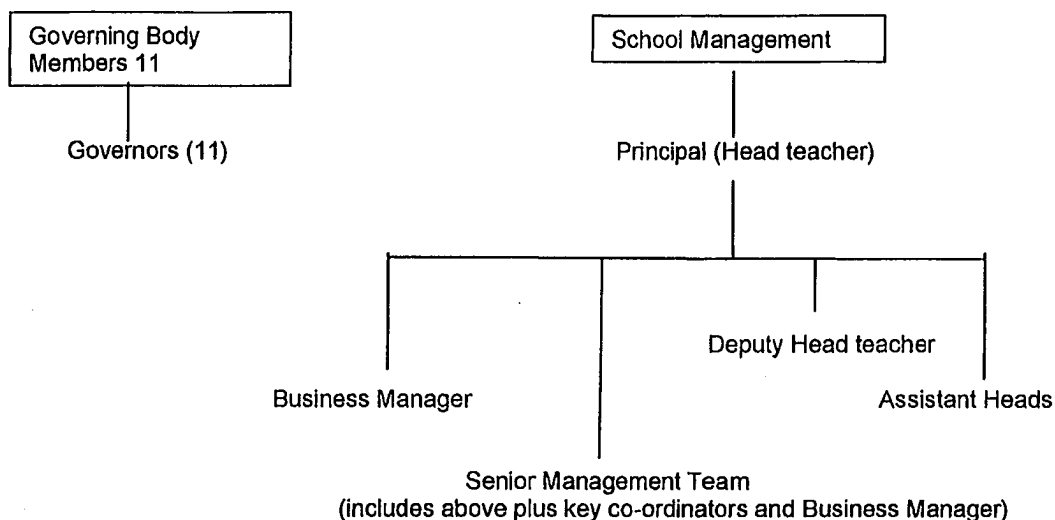 Governing Body
Members 11
Governors (11)
School Management
Principal (Head teacher)
Deputy Head teacher
Business Manager
Assistant Heads
Senior Management Team
(includes above plus key co-ordinators and Business Manager)